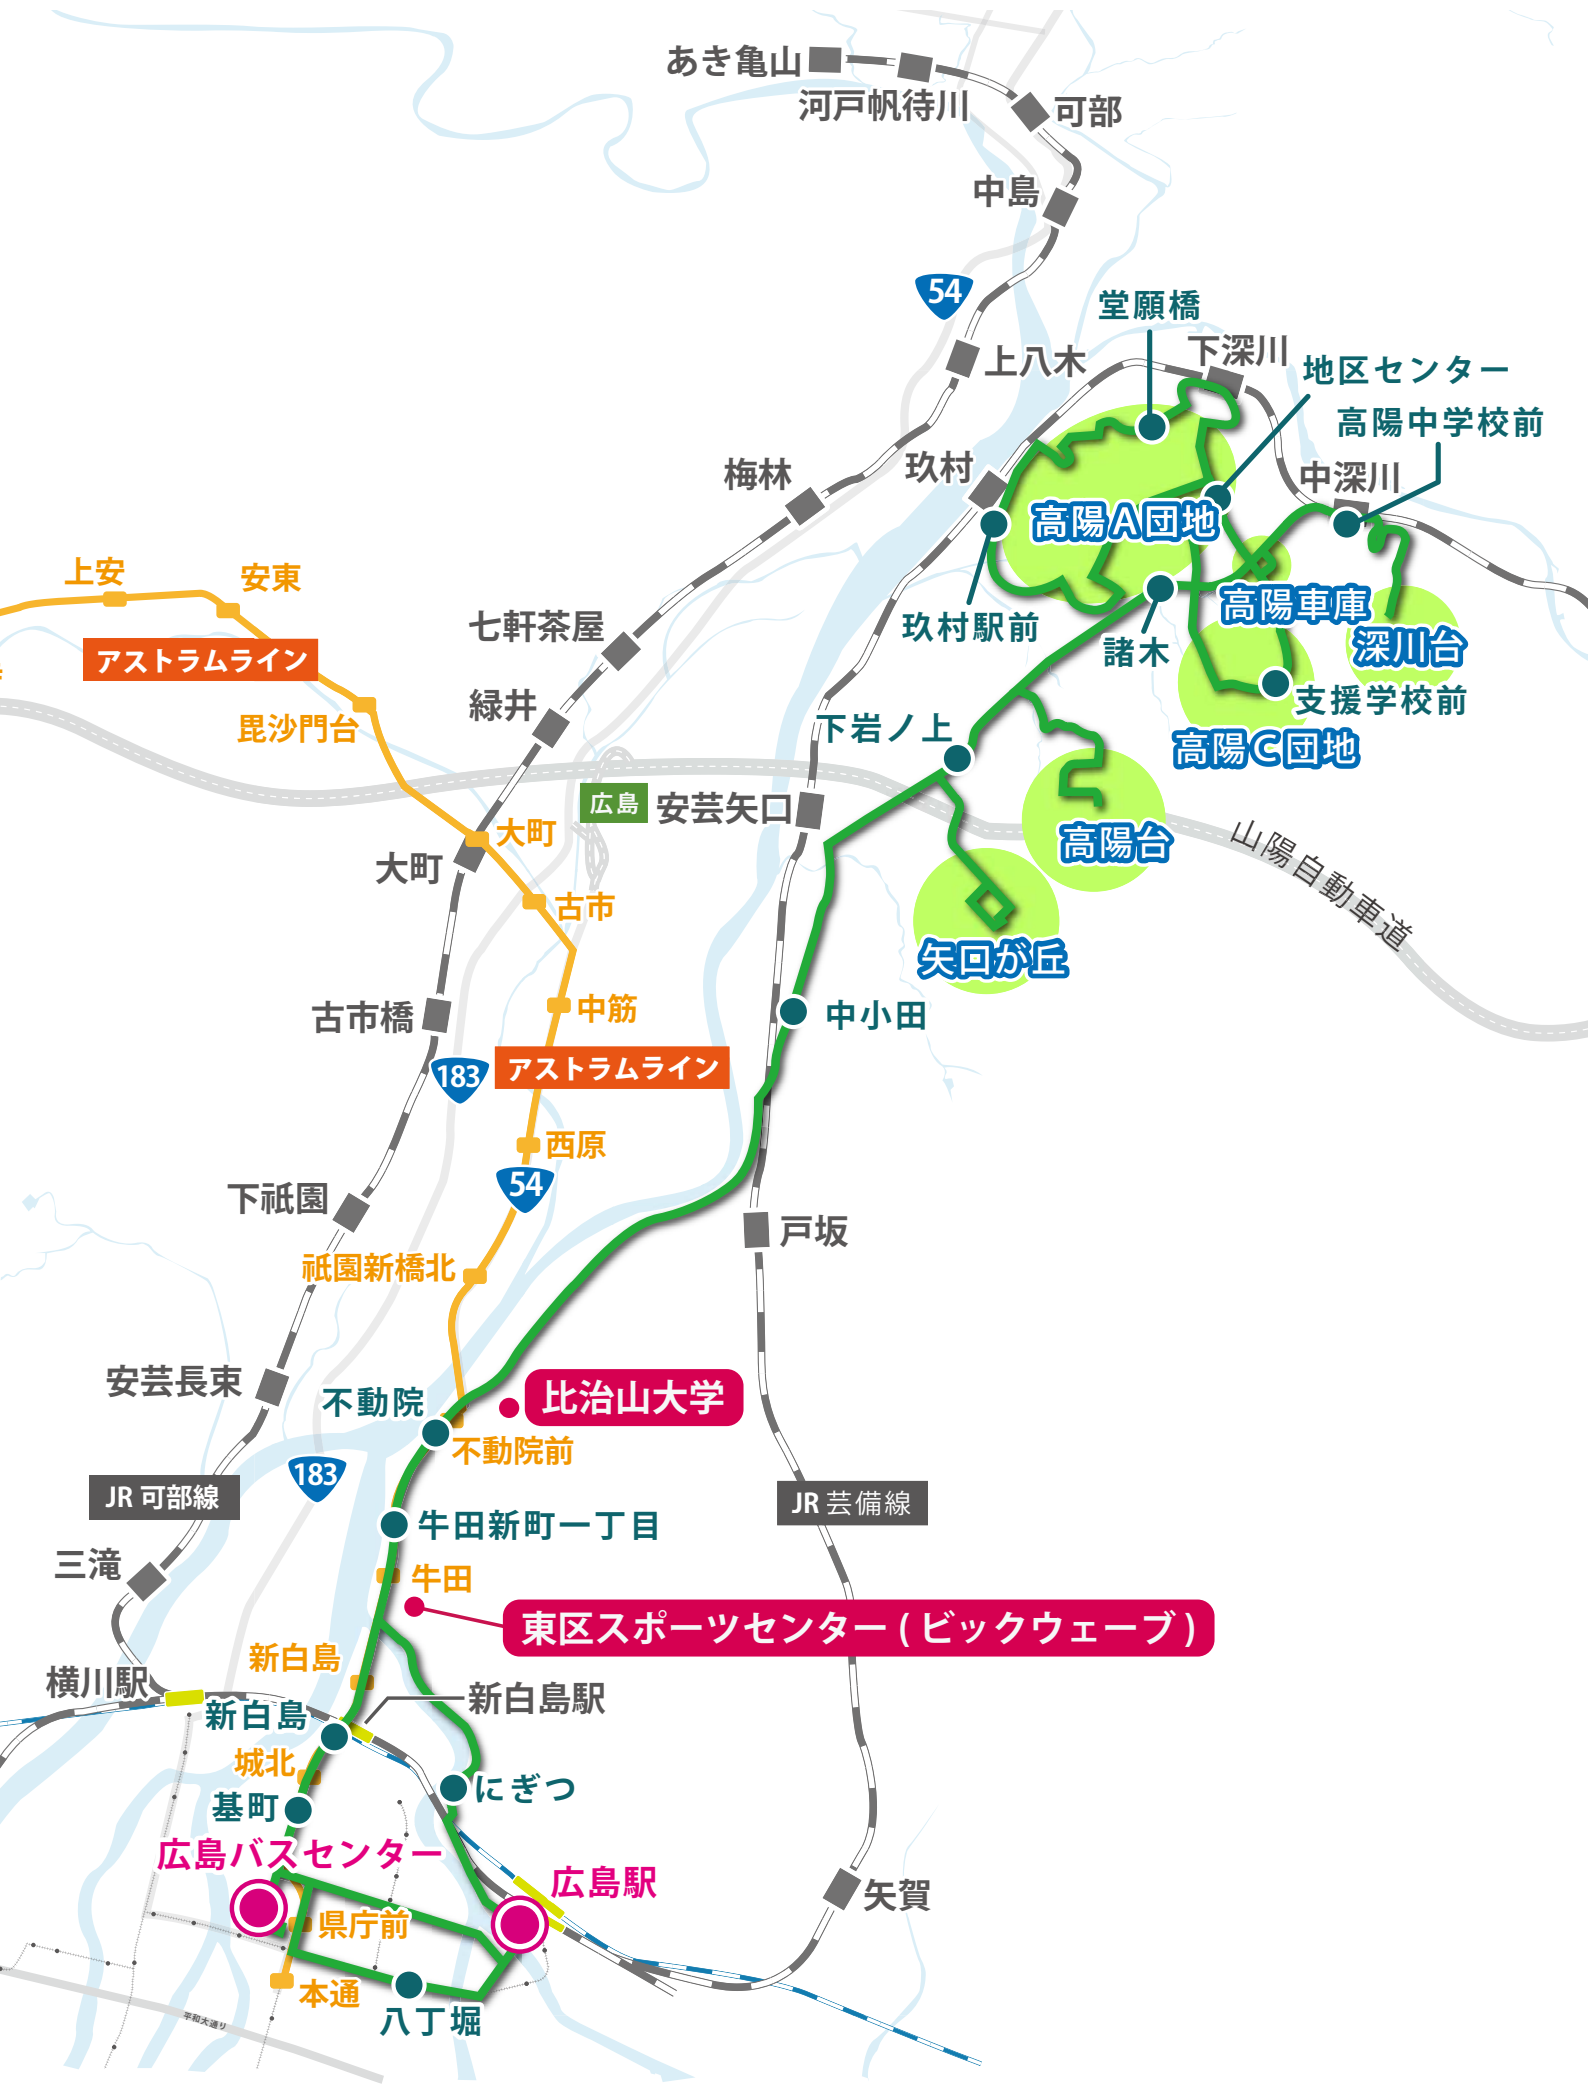 あき亀山
河戸帆待川
可部
中島
54
堂願橋
下深川
上八木
地区センター
高陽中学校前
梅林
玖村
中深川
高陽A団地
上安
安東
高陽車庫
七軒茶屋
玖村駅前
諸木
深川台
アストラムライン
緑井
支援学校前
毘沙門台
下岩ノ上
高陽C団地
広島
安芸矢口
大町
大町
高陽台
山陽自動車道
古市
矢口が丘
古市橋
中筋
中小田
183
アストラムライン
西原
54
下祇園
戸坂
祇園新橋北
安芸長束
不動院
比治山大学
不動院前
183
JR 可部線
JR 芸備線
牛田新町一丁目
三滝
牛田
東区スポーツセンター(ビックウェーブ)
新白島
横川駅
新白島駅
新白島
城北
にぎつ
基町
広島バスセンター
広島駅
矢賀
県庁前
本通
八丁堀
平和大通り